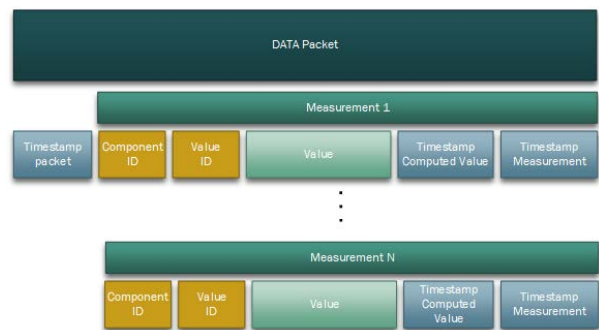 DATA Packet
Measurement 1
Timestamp
packet
Component
ID
Value
ID
Value
Timestamp
Computed Value
Timestamp
Measurement
Measurement N
Component
ID
Value
ID
Value
Timestamp
Computed
Value
Timestamp
Measurement